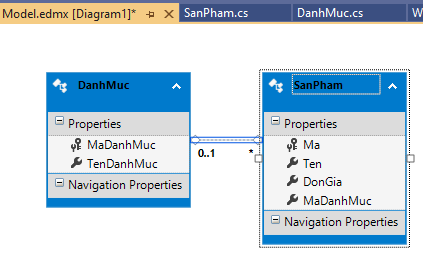 Model.edmx [Diagram1]* SanPham.cs DanhMuc.cs W
DanhMuc
Properties
MaDanhMuc
TenDanhMuc
Navigation Properties
0..1 *
SanPham
Properties
Ma
Ten
DonGia
MaDanhMuc
Navigation Properties